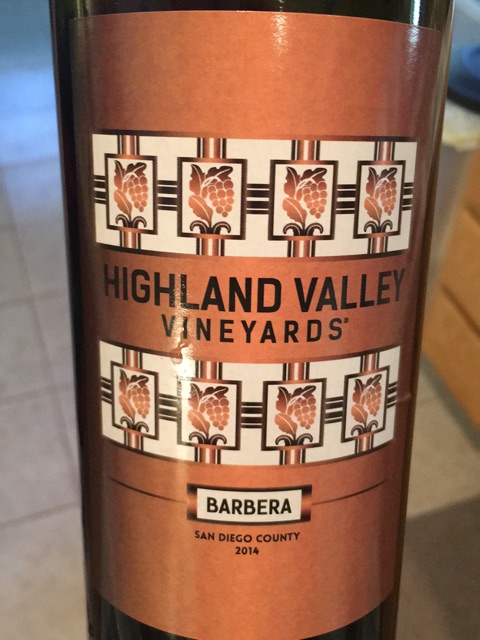 HIGHLAND VALLEY
VINEYARDS®
BARBERA
SAN DIEGO COUNTY
2014